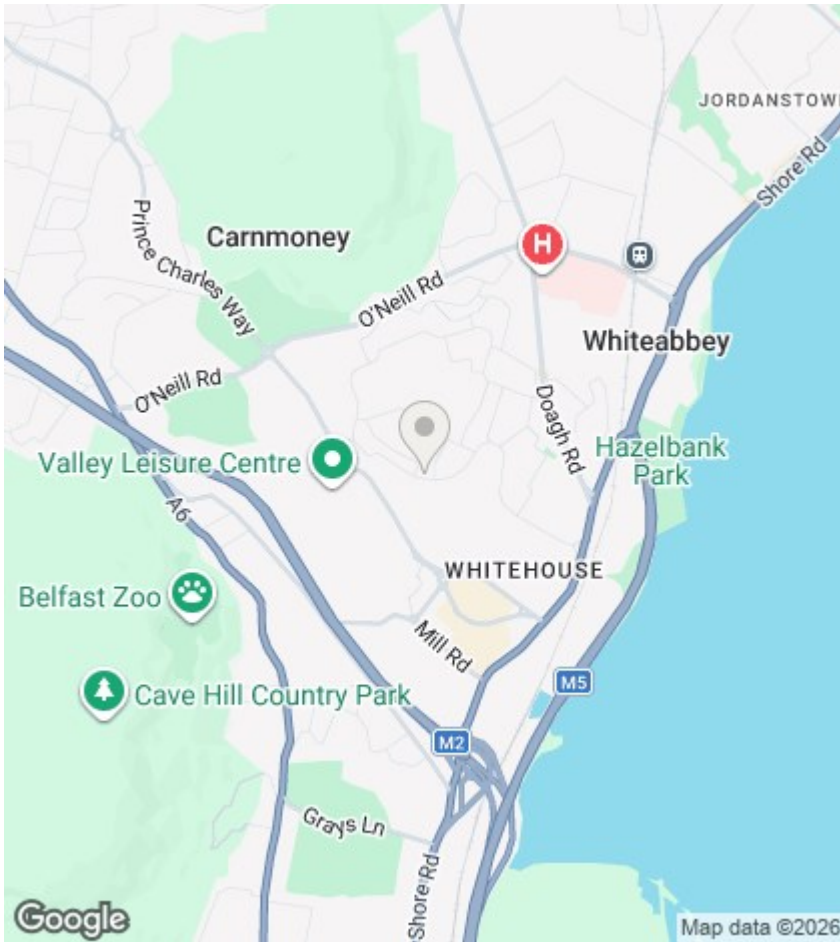 JORDANSTOWN
Shore Rd
Prince Charles Way
Carnmoney
H
O'Neill Rd
Whiteabbey
O'Neill Rd
Doagh Rd
Hazelbank
Park
Valley Leisure Centre
A6
WHITEHOUSE
Belfast Zoo
Mill Rd
M5
Cave Hill Country Park
M2
Grays Ln
Shore Rd
Google
Map data ©2026